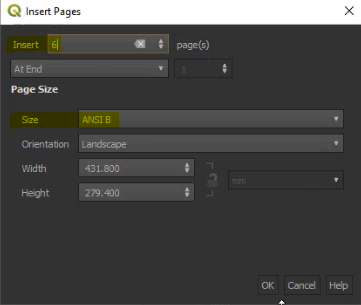 Insert Pages
Insert 6 page(s)
At End 1
Page Size
Size ANSI B
Orientation Landscape
Width 431.800
mm
Height 279.400
OK Cancel Help